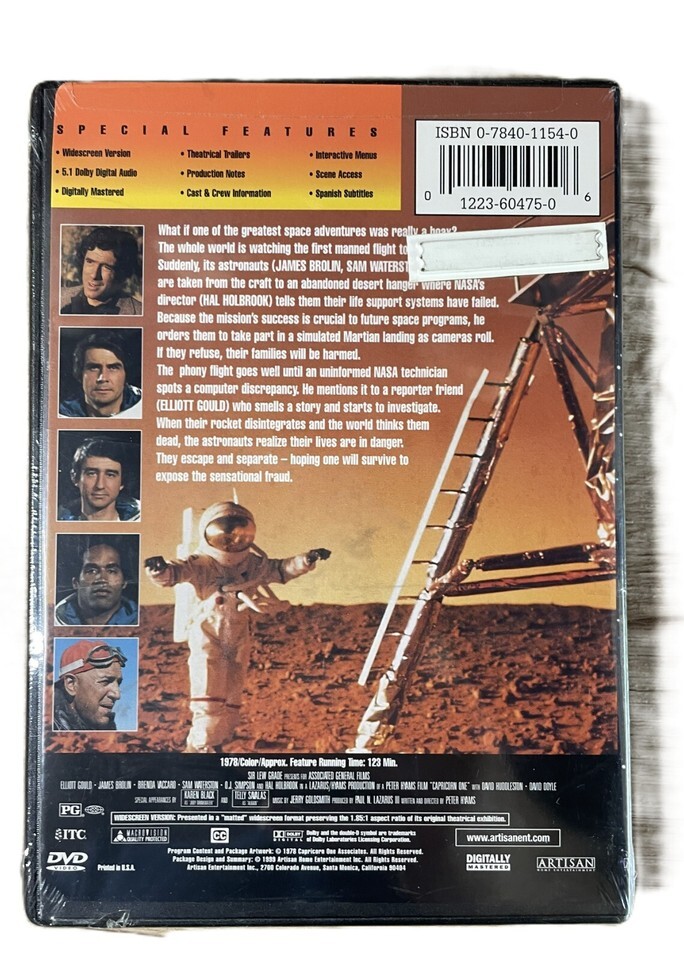 SPECIAL FEATURES
• Widescreen Version • Theatrical Trailers • Interactive Menus
• 5.1 Dolby Digital Audio • Production Notes • Scene Access
• Digitally Mastered • Cast & Crew Information • Spanish Subtitles
ISBN 0-7840-1154-0
0 1223-60475-0 6
What if one of the greatest space adventures was really a hoax?
The whole world is watching the first manned flight to
Suddenly, its astronauts (JAMES BROLIN, SAM
are taken from the craft to an abandoned desert hanger where NASA's
director (HAL HOLBROOK) tells them their life support systems have failed.
Because the mission's success is crucial to future space programs, he
orders them to take part in a simulated Martian landing as cameras roll.
If they refuse, their families will be harmed.
The phony flight goes well until an uninformed NASA technician
spots a computer discrepancy. He mentions it to a reporter friend
(ELLIOTT GOULD) who smells a story and starts to investigate.
When their rocket disintegrates and the world thinks them
dead, the astronauts realize their lives are in danger.
They escape and separate – hoping one will survive to
expose the sensational fraud.
1978/Color/Approx. Feature Running Time: 123 Min.
SIR LEW GRADE PRESENTS FOR ASSOCIATED GENERAL FILMS
ELLIOTT GOULD · JAMES BROLIN · BRENDA VACCARO · SAM WATERSTON · O.J. SIMPSON AND HAL HOLBROOK IN A LAZARUS/HYAMS PRODUCTION OF A PETER HYAMS FILM "CAPRICORN ONE" WITH DAVID HUDDLESTON · DAVID DOYLE
SPECIAL APPEARANCES BY KAREN BLACK TELLY SAVALAS MUSIC BY JERRY GOLDSMITH PRODUCED BY PAUL N. LAZARUS III WRITTEN AND DIRECTED BY PETER HYAMS
PG
WIDESCREEN VERSION: Presented in a "matted" widescreen format preserving the 1.85:1 aspect ratio of its original theatrical exhibition.
ITC
MACROVISION
QUALITY PROTECTED
CC
DOLBY
DIGITAL
Dolby and the double-D symbol are trademarks
of Dolby Laboratories Licensing Corporation.
www.artisanent.com
DVD
VIDEO
Printed in U.S.A.
Program Content and Package Artwork: © 1978 Capricorn One Associates. All Rights Reserved.
Package Design and Summary: © 1999 Artisan Home Entertainment Inc. All Rights Reserved.
Artisan Entertainment Inc., 2700 Colorado Avenue, Santa Monica, California 90404
DIGITALLY
MASTERED
ARTISAN
HOME ENTERTAINMENT